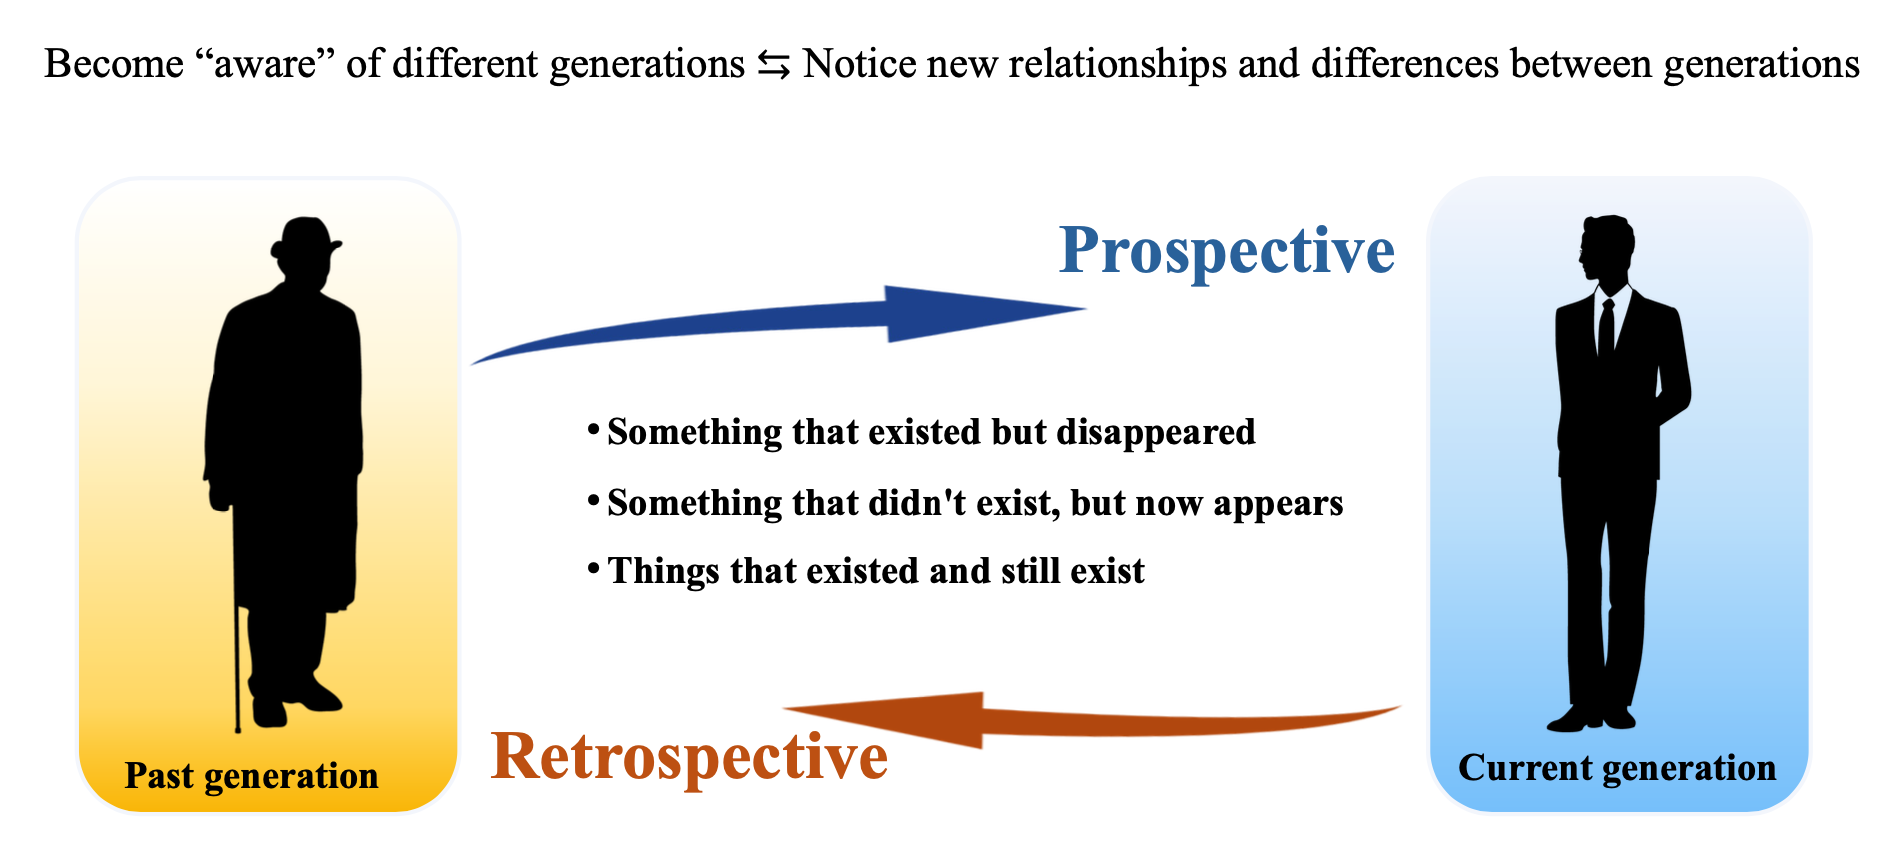 Become “aware” of different generations ⇆ Notice new relationships and differences between generations
Prospective
• Something that existed but disappeared
• Something that didn't exist, but now appears
• Things that existed and still exist
Retrospective
Past generation
Current generation